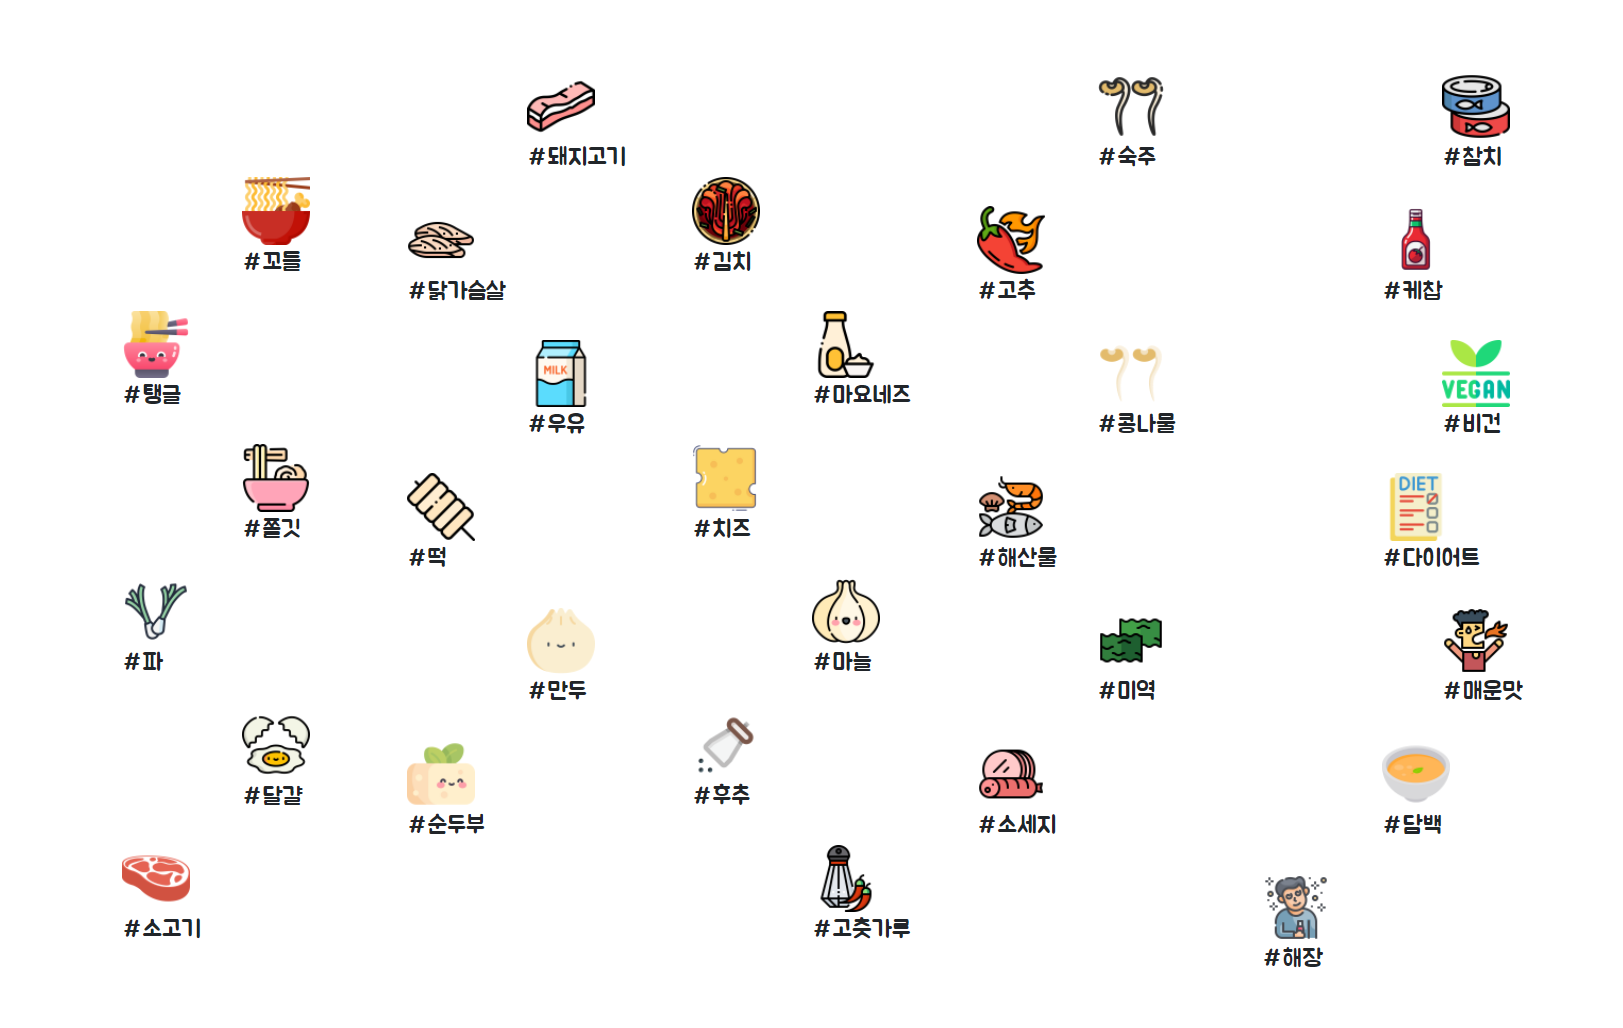 #돼지고기
#숙주
#참치
#꼬들
#닭가슴살
#김치
#고추
#케찹
#탱글
MILK
#우유
#마요네즈
#콩나물
VEGAN
#비건
#쫄깃
#떡
#치즈
#해산물
DIET
#다이어트
#파
#만두
#마늘
#미역
#매운맛
#달걀
#순두부
#후추
#소세지
#담백
#소고기
#고춧가루
#해장